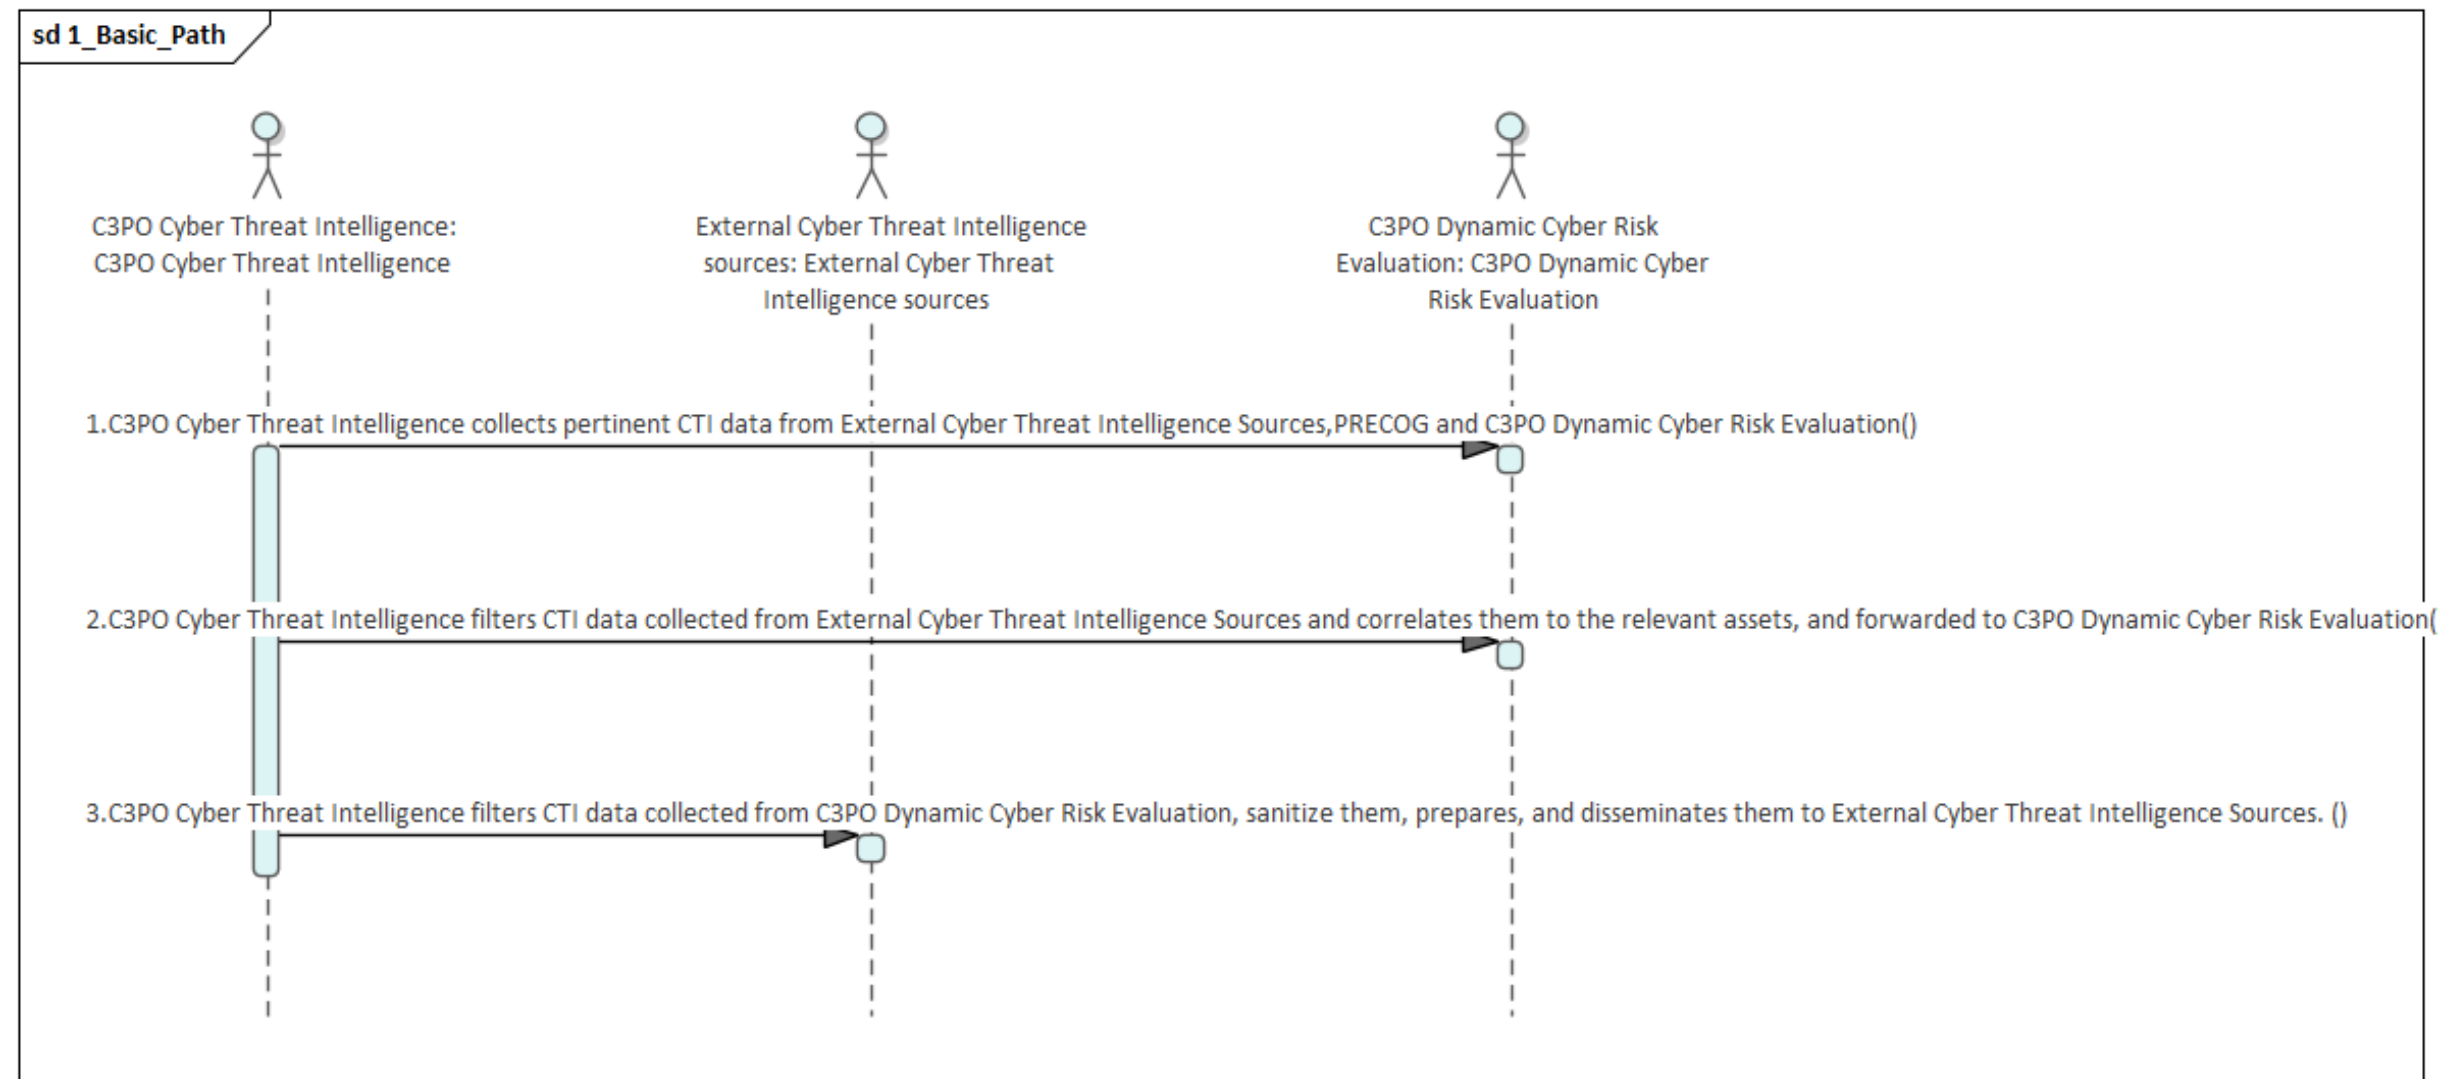 sd 1_Basic_Path
C3PO Cyber Threat Intelligence:
C3PO Cyber Threat Intelligence
External Cyber Threat Intelligence
sources: External Cyber Threat
Intelligence sources
C3PO Dynamic Cyber Risk
Evaluation: C3PO Dynamic Cyber
Risk Evaluation
1.C3PO Cyber Threat Intelligence collects pertinent CTI data from External Cyber Threat Intelligence Sources,PRECOG and C3PO Dynamic Cyber Risk Evaluation()
2.C3PO Cyber Threat Intelligence filters CTI data collected from External Cyber Threat Intelligence Sources and correlates them to the relevant assets, and forwarded to C3PO Dynamic Cyber Risk Evaluation(
3.C3PO Cyber Threat Intelligence filters CTI data collected from C3PO Dynamic Cyber Risk Evaluation, sanitize them, prepares, and disseminates them to External Cyber Threat Intelligence Sources. ()